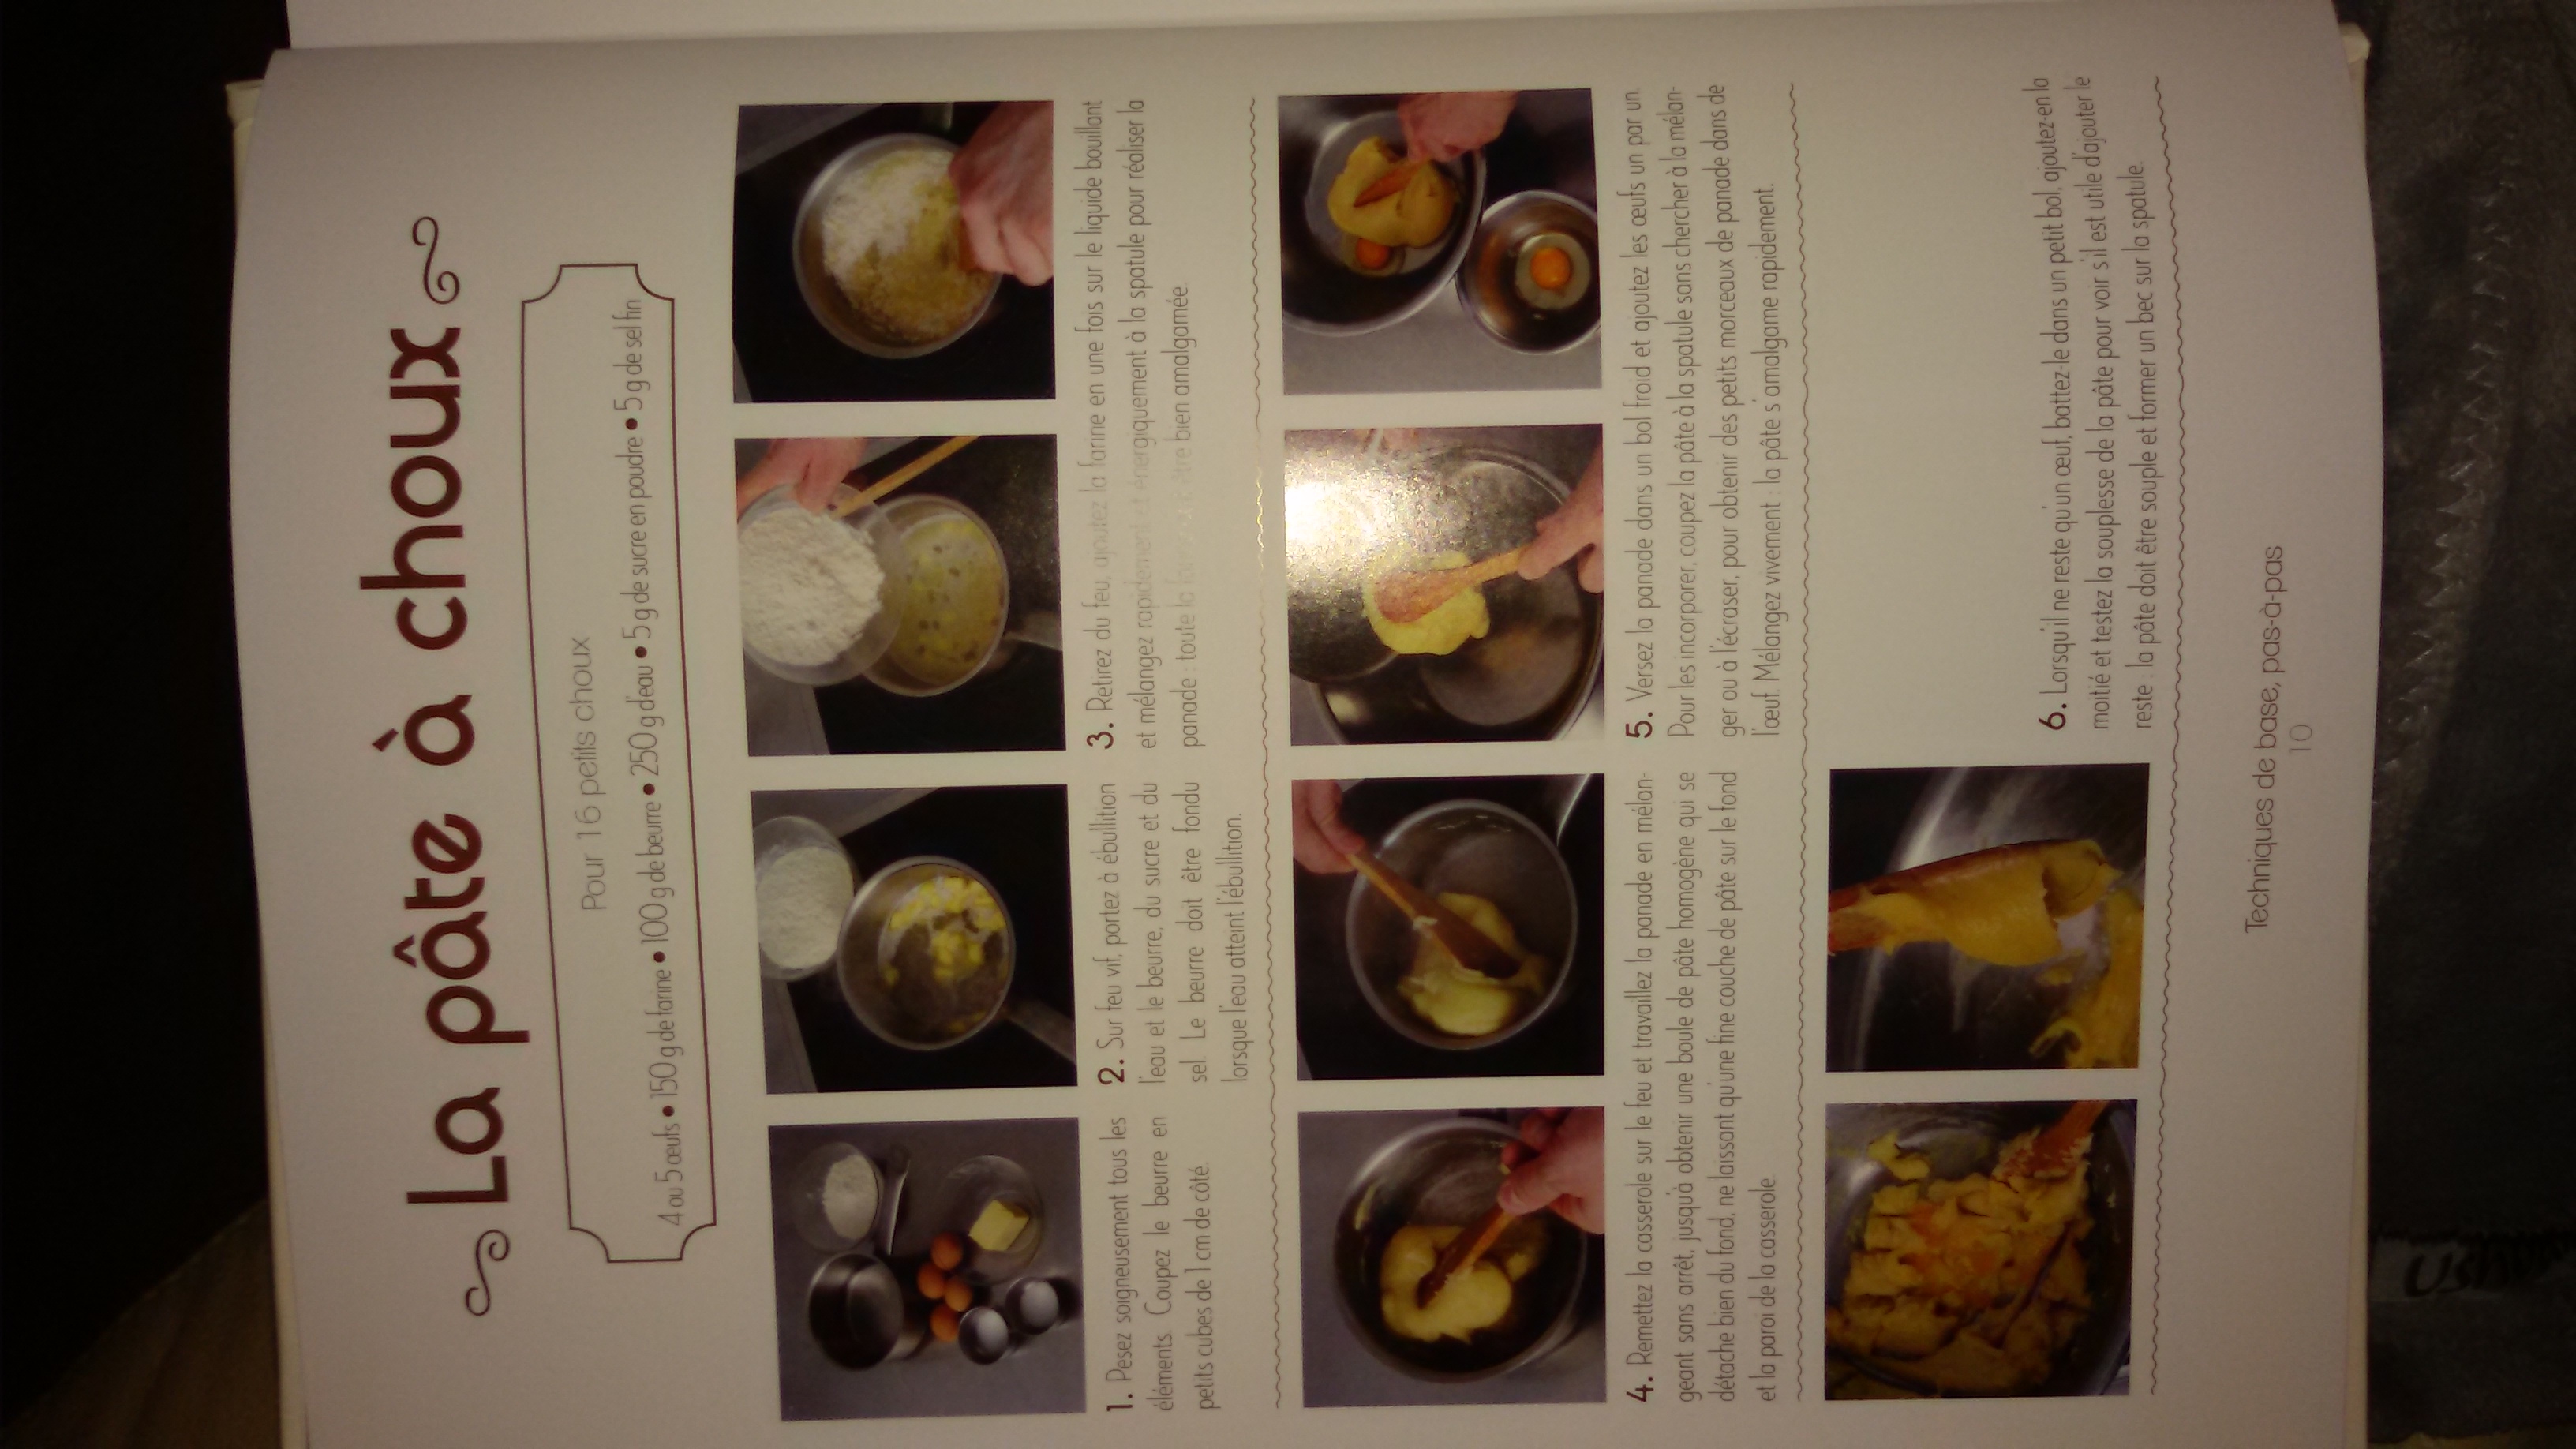 La pâte à choux
Pour 16 petits choux
4 ou 5 œufs • 150 g de farine • 100 g de beurre • 250 g d'eau • 5 g de sucre en poudre • 5 g de sel fin
1. Pesez soigneusement tous les
éléments. Coupez le beurre en
petits cubes de 1 cm de côté.
2. Sur feu vif, portez à ébullition
l'eau et le beurre, du sucre et du
sel. Le beurre doit être fondu
lorsque l'eau atteint l'ébullition.
3. Retirez du feu, ajoutez la farine en une fois sur le liquide bouillant
et mélangez rapidement et énergiquement à la spatule pour réaliser la
panade : toute la être bien amalgamée.
4. Remettez la casserole sur le feu et travaillez la panade en mélan-
geant sans arrêt, jusqu'à obtenir une boule de pâte homogène qui se
détache bien du fond, ne laissant qu'une fine couche de pâte sur le fond
et la paroi de la casserole.
5. Versez la panade dans un bol froid et ajoutez les œufs un par un.
Pour les incorporer, coupez la pâte à la spatule sans chercher à la mélan-
ger ou à l'écraser, pour obtenir des petits morceaux de panade dans de
l'œuf. Mélangez vivement : la pâte s'amalgame rapidement.
6. Lorsqu'il ne reste qu'un œuf, battez-le dans un petit bol, ajoutez-en la
moitié et testez la souplesse de la pâte pour voir s'il est utile d'ajouter le
reste : la pâte doit être souple et former un bec sur la spatule.
Techniques de base, pas-à-pas
10